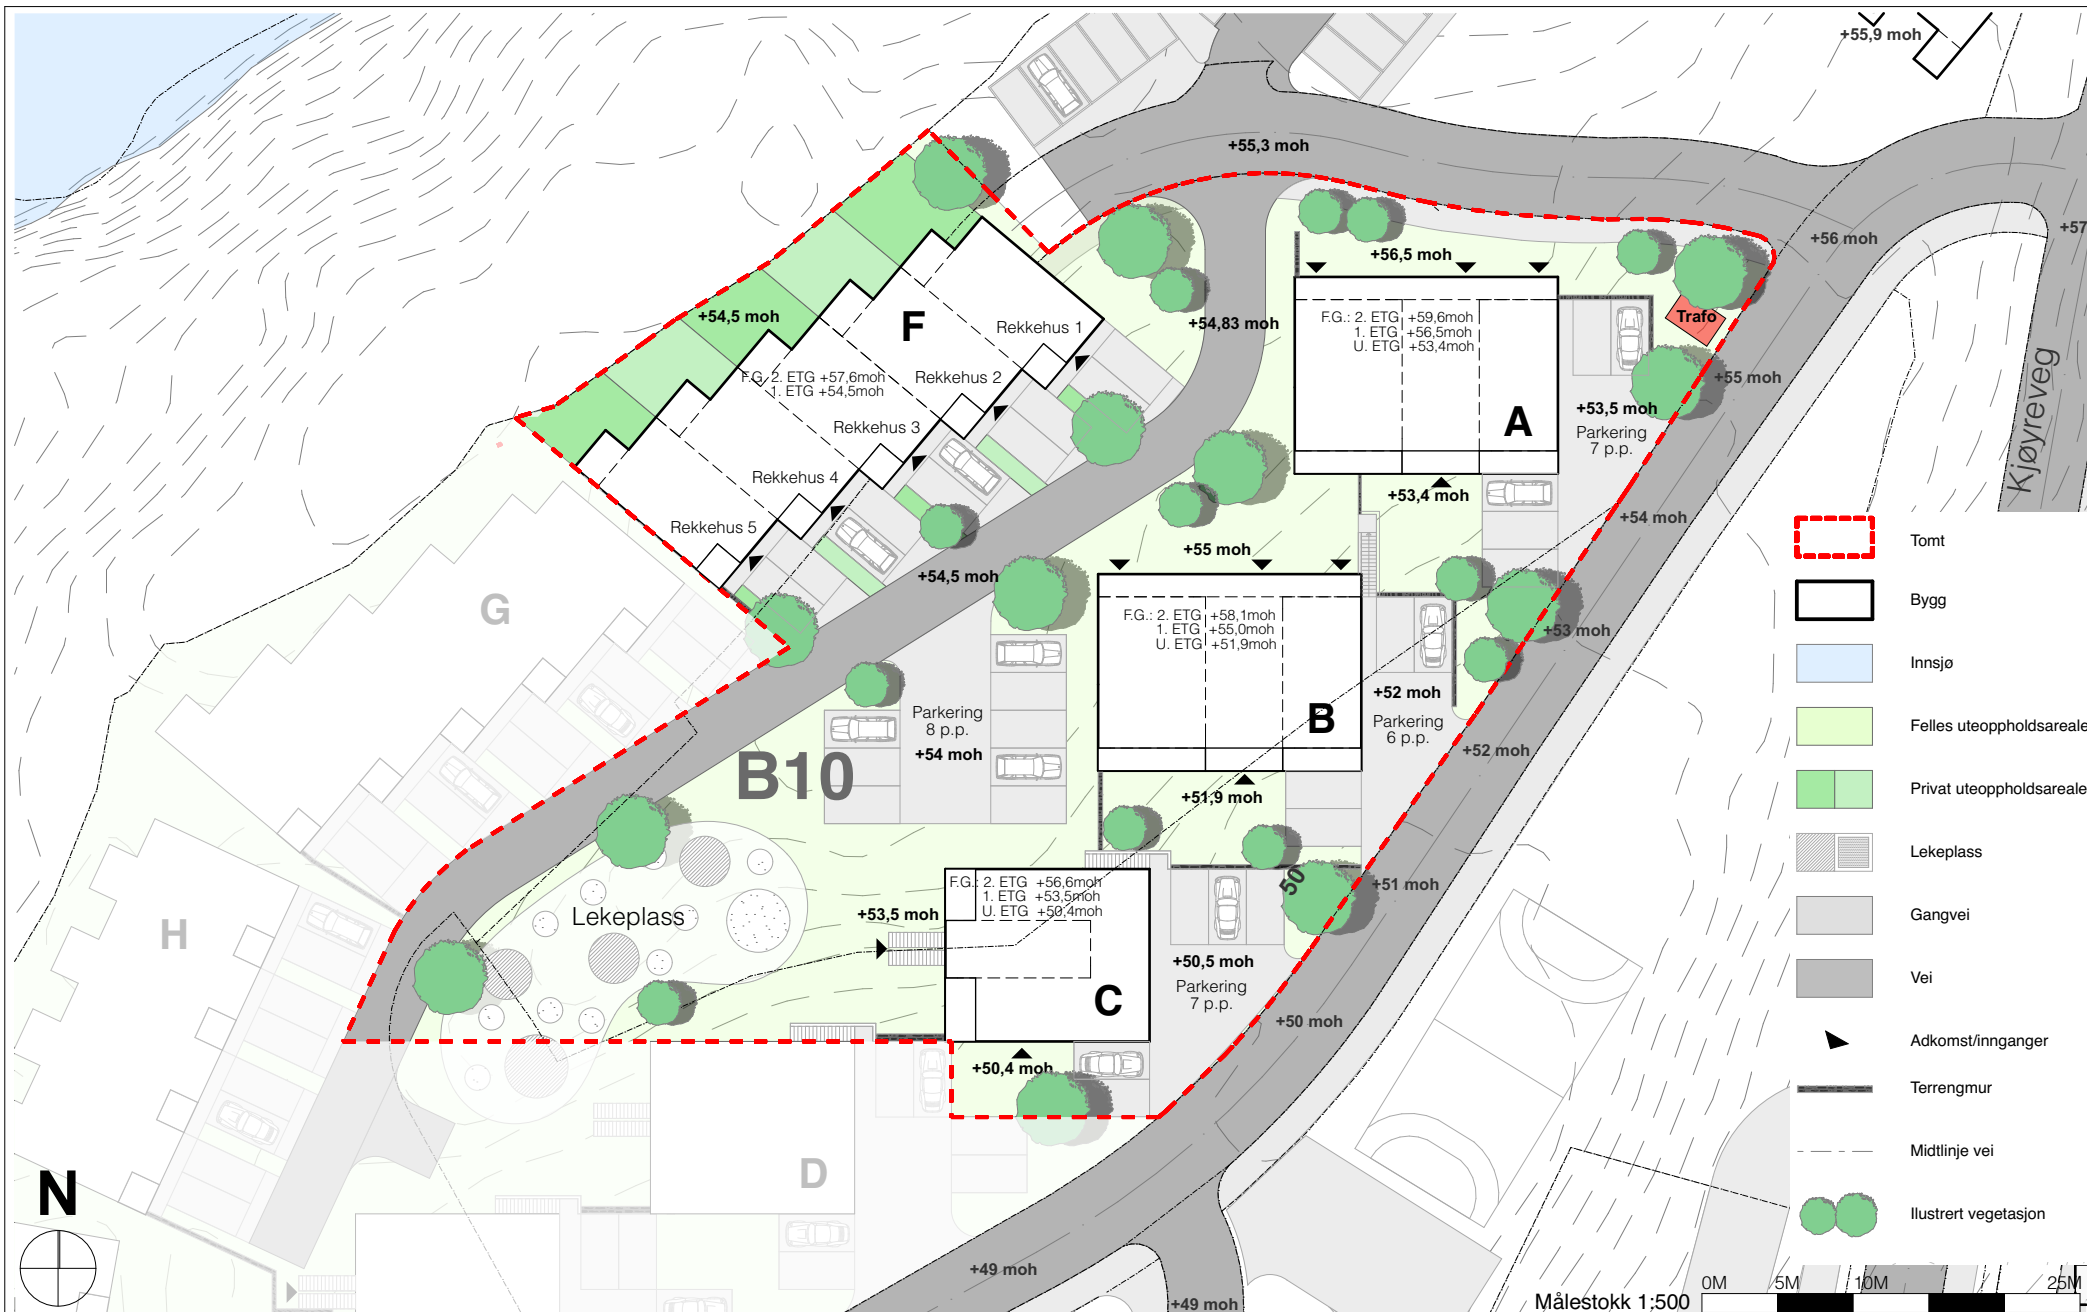 +55,9 moh
+55,3 moh
+56 moh
+57
+56,5 moh
+54,5 moh
F
Rekkehus 1
+54,83 moh
F.G.: 2. ETG +59,6moh
1. ETG +56,5moh
U. ETG +53,4moh
Trafo
Rekkehus 2
F.G. 2. ETG +57,6moh
1. ETG +54,5moh
+55 moh
Kjøyreveg
A
+53,5 moh
Parkering
7 p.p.
Rekkehus 3
Rekkehus 4
+53,4 moh
+54 moh
Rekkehus 5
+55 moh
+54,5 moh
G
F.G.: 2. ETG +58,1moh
1. ETG +55,0moh
U. ETG +51,9moh
+53 moh
+52 moh
B
Parkering
6 p.p.
+52 moh
Parkering
8 p.p.
+54 moh
B10
+51,9 moh
50
+51 moh
F.G.: 2. ETG +56,6moh
1. ETG +53,5moh
U. ETG +50,4moh
Lekeplass
+53,5 moh
H
+50,5 moh
Parkering
7 p.p.
C
+50 moh
+50,4 moh
D
+49 moh
+49 moh
N
Tomt
Bygg
Innsjø
Felles uteoppholdsareale
Privat uteoppholdsareale
Lekeplass
Gangvei
Vei
Adkomst/innganger
Terrengmur
Midtlinje vei
Ilustrert vegetasjon
0M 5M 10M 25M
Målestokk 1:500